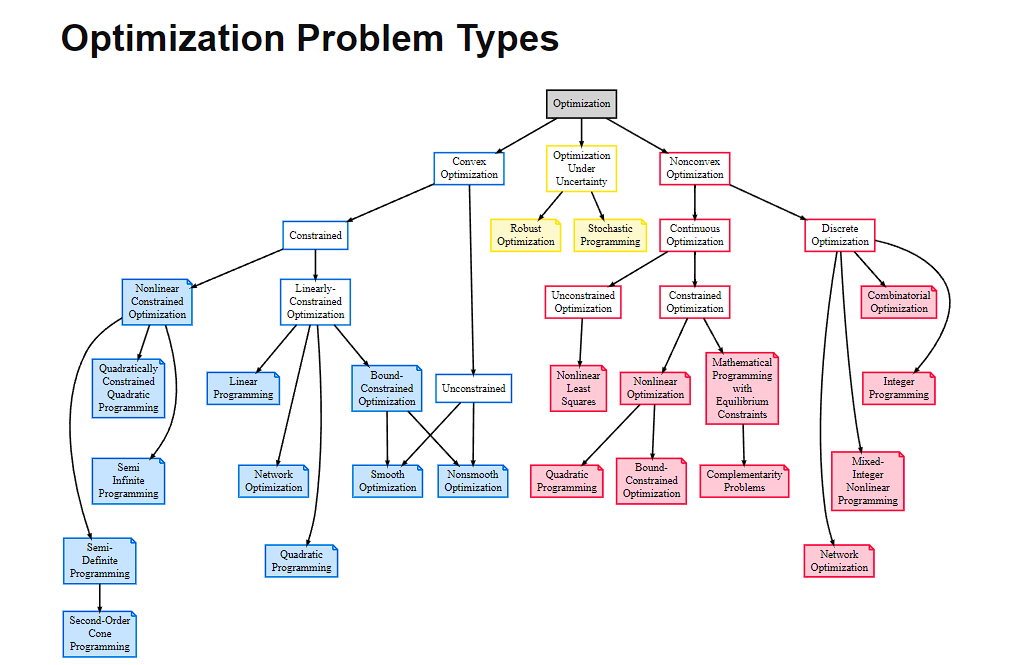 Optimization Problem Types
Optimization
Convex
Optimization
Optimization
Under
Uncertainty
Nonconvex
Optimization
Constrained
Robust
Optimization
Stochastic
Programming
Continuous
Optimization
Discrete
Optimization
Nonlinear
Constrained
Optimization
Linearly-
Constrained
Optimization
Unconstrained
Optimization
Constrained
Optimization
Combinatorial
Optimization
Quadratically
Constrained
Quadratic
Programming
Linear
Programming
Bound-
Constrained
Optimization
Unconstrained
Nonlinear
Least
Squares
Nonlinear
Optimization
Mathematical
Programming
with
Equilibrium
Constraints
Integer
Programming
Semi
Infinite
Programming
Network
Optimization
Smooth
Optimization
Nonsmooth
Optimization
Quadratic
Programming
Bound-
Constrained
Optimization
Complementarity
Problems
Mixed-
Integer
Nonlinear
Programming
Semi-
Definite
Programming
Quadratic
Programming
Network
Optimization
Second-Order
Cone
Programming